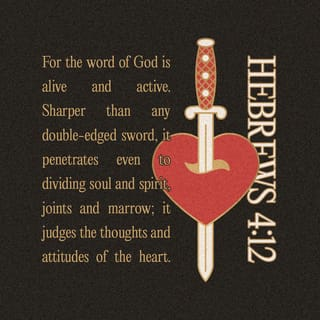 For the word of God is
alive and active.
Sharper than any
double-edged sword, it
penetrates even to
dividing soul and spirit,
joints and marrow; it
judges the thoughts and
attitudes of the heart.
HEBREWS 4:12